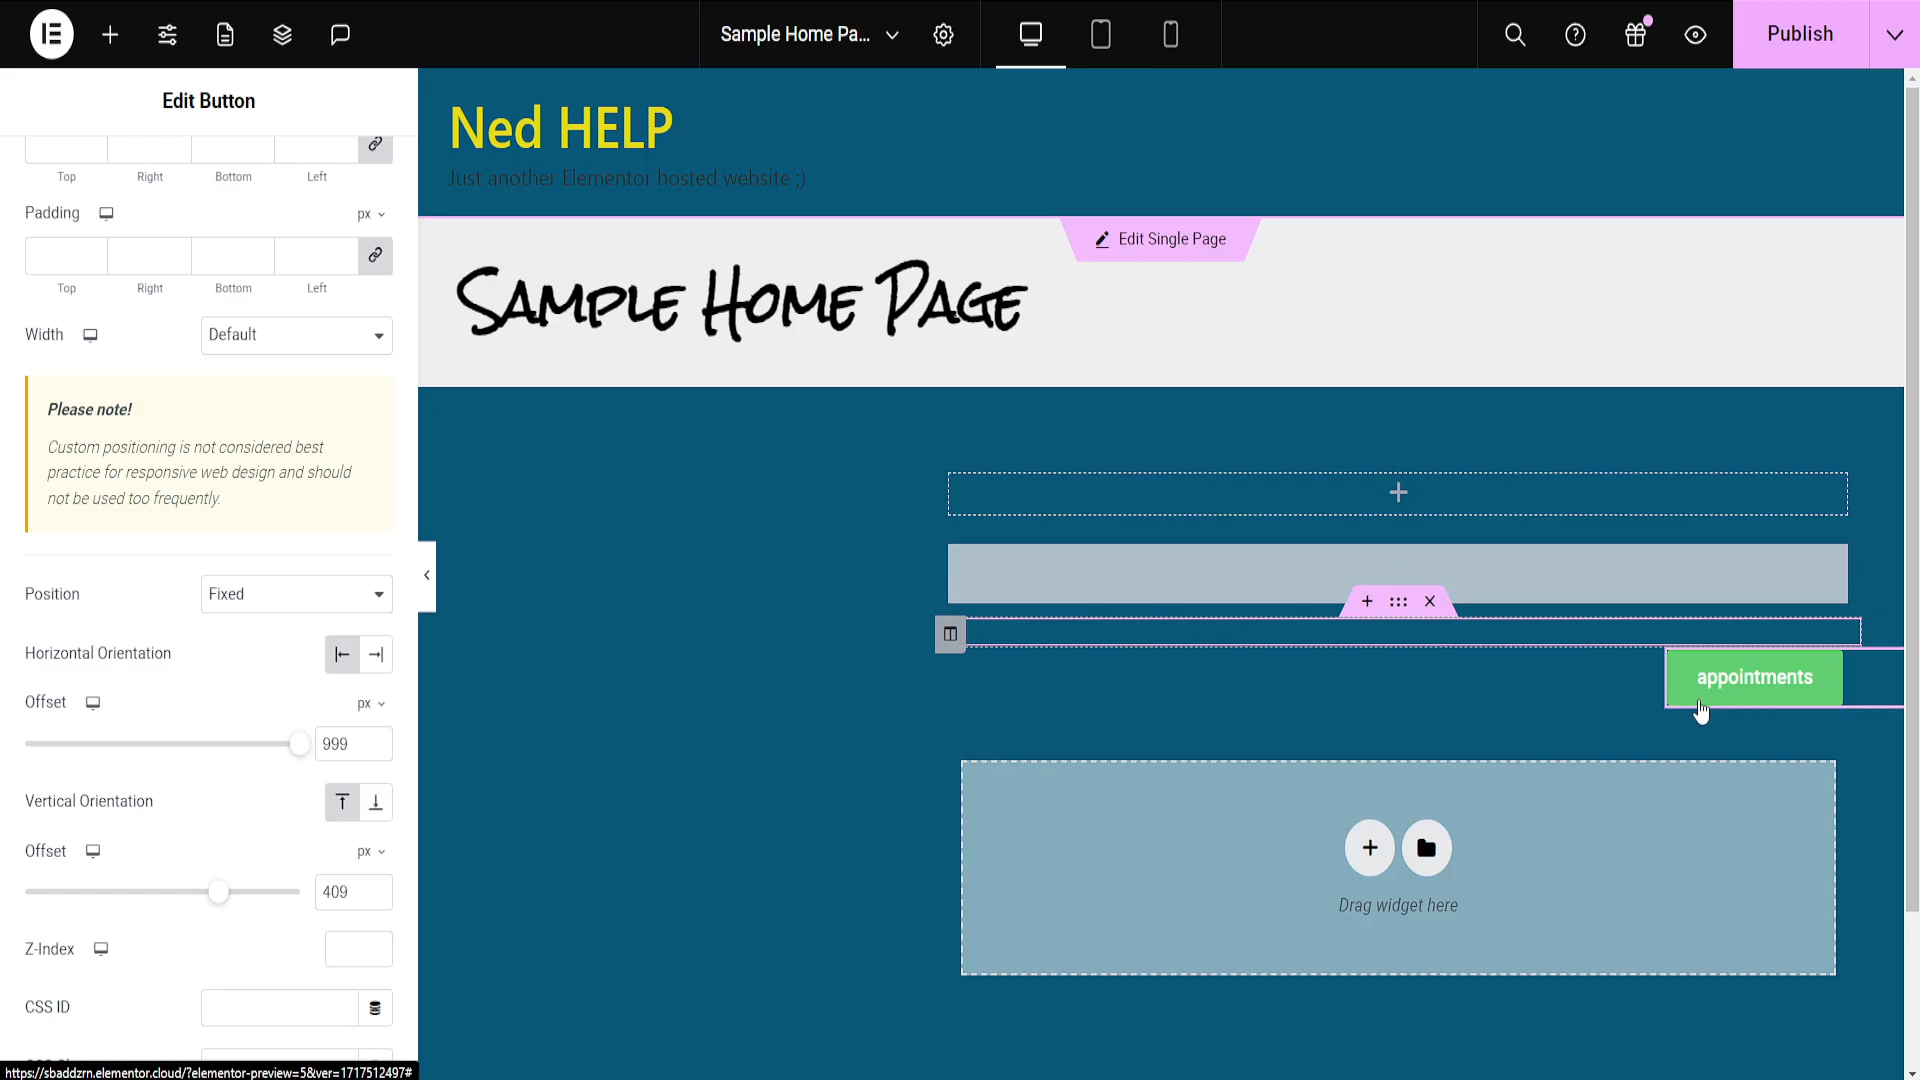 Sample Home Pa...
Publish
Edit Button
Top Right Bottom Left
Padding
px
Top Right Bottom Left
Width
Default
Please note!
Custom positioning is not considered best
practice for responsive web design and should
not be used too frequently.
Position
Fixed
Horizontal Orientation
Offset
px
999
Vertical Orientation
Offset
px
409
Z-Index
CSS ID
https://sbaddzrn.elementor.cloud/?elementor-preview=5&ver=1717512497#
Ned HELP
Just another Elementor hosted website ;)
Edit Single Page
Sample Home Page
appointments
Drag widget here